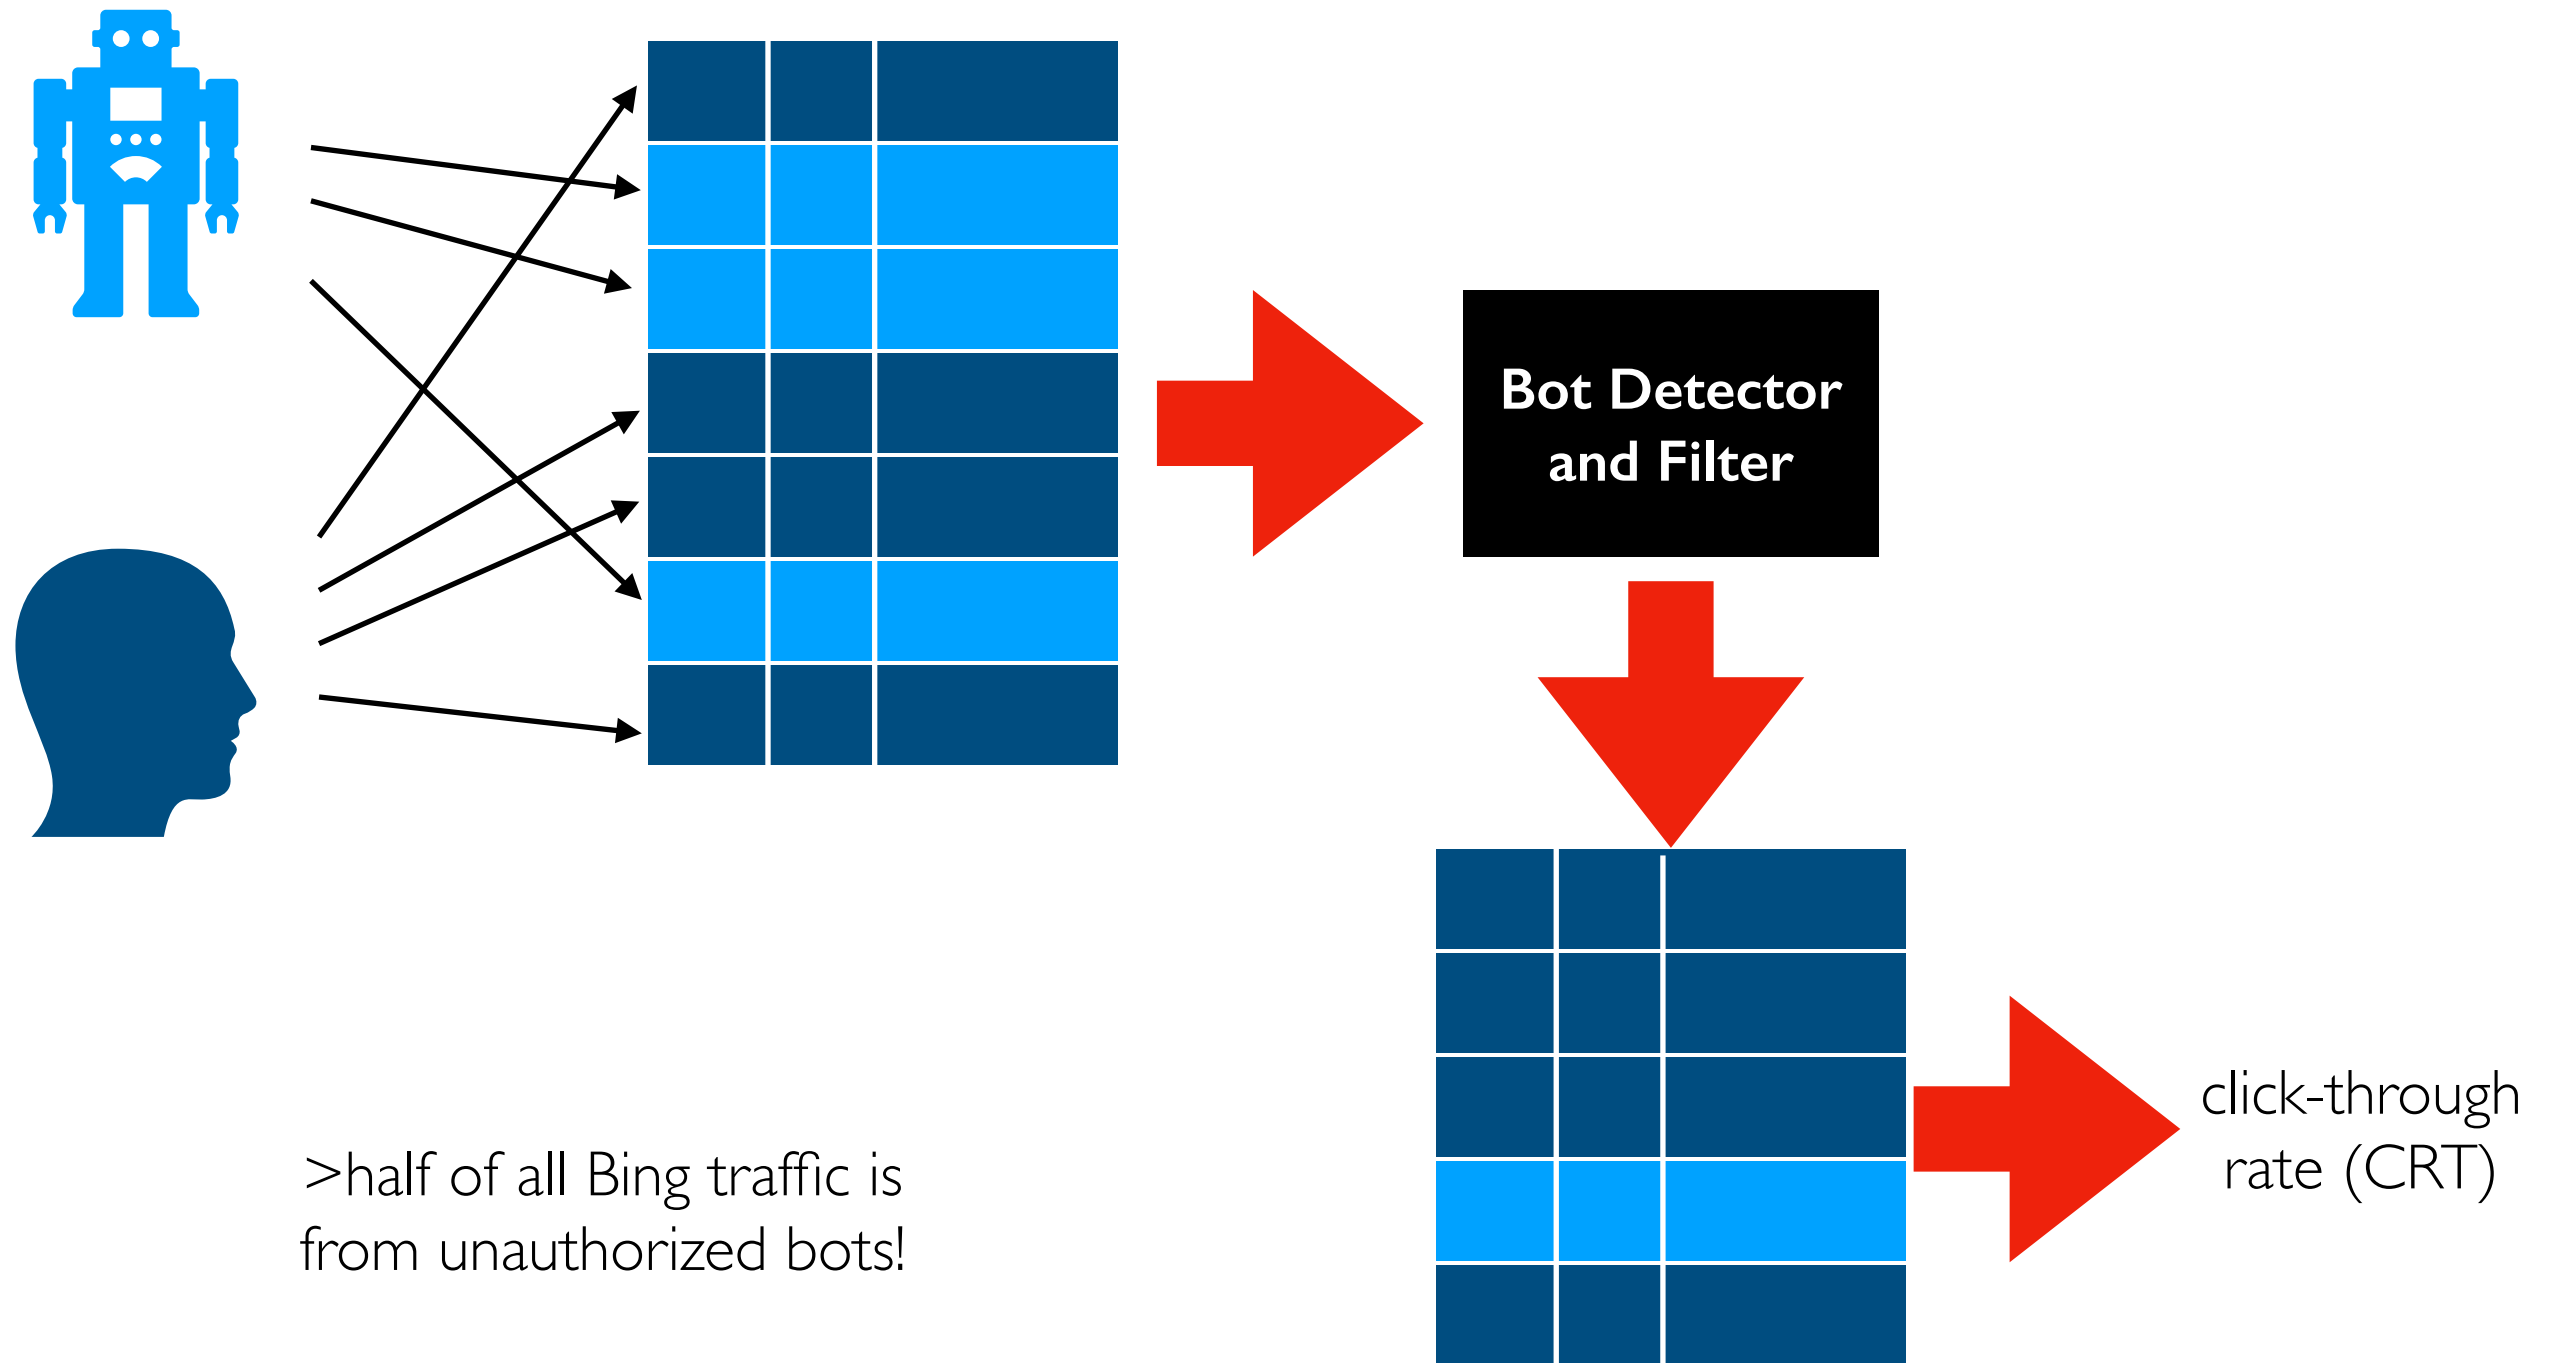 Bot Detector
and Filter
click-through
rate (CRT)
>half of all Bing traffic is
from unauthorized bots!